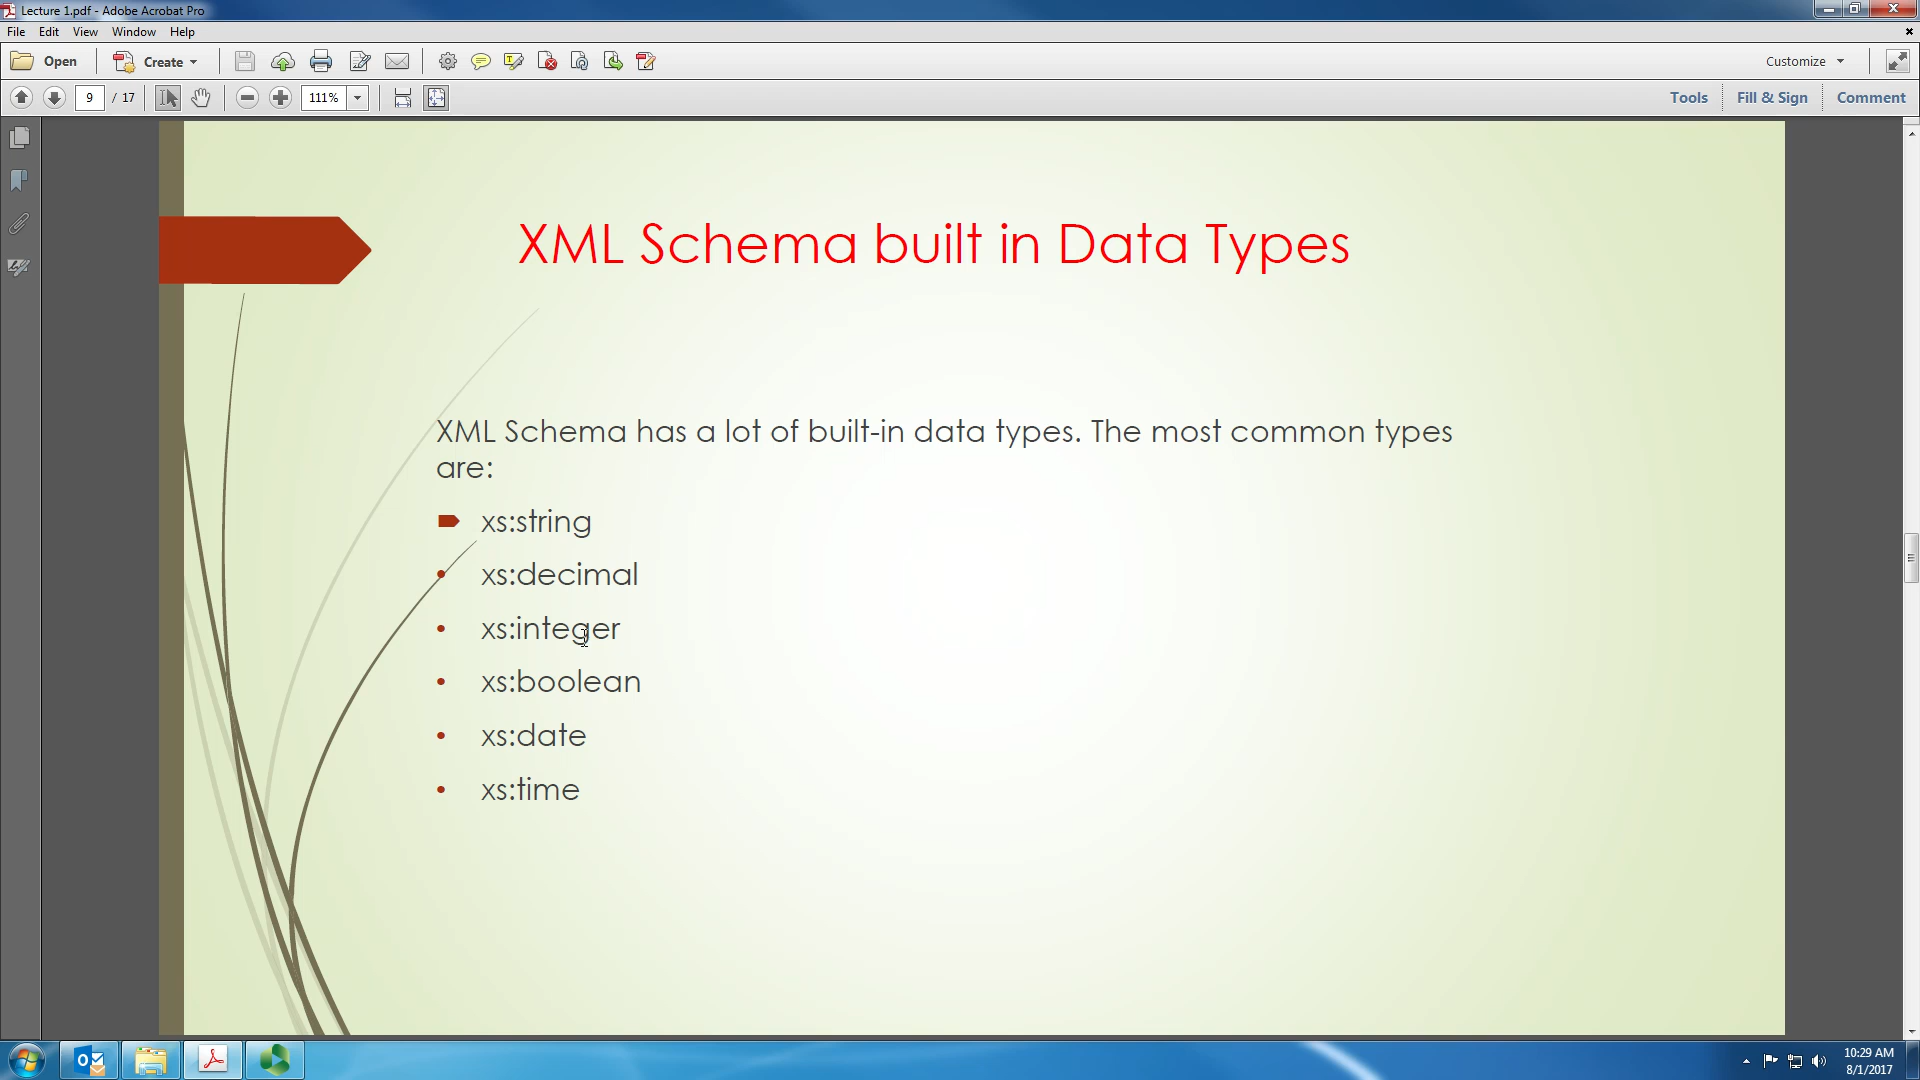 Lecture 1.pdf - Adobe Acrobat Pro
File Edit View Window Help
Open Create Customize
9 / 17 111% Tools Fill & Sign Comment
XML Schema built in Data Types
XML Schema has a lot of built-in data types. The most common types
are:
xs:string
• xs:decimal
• xs:integer
• xs:boolean
• xs:date
• xs:time
10:29 AM
8/1/2017